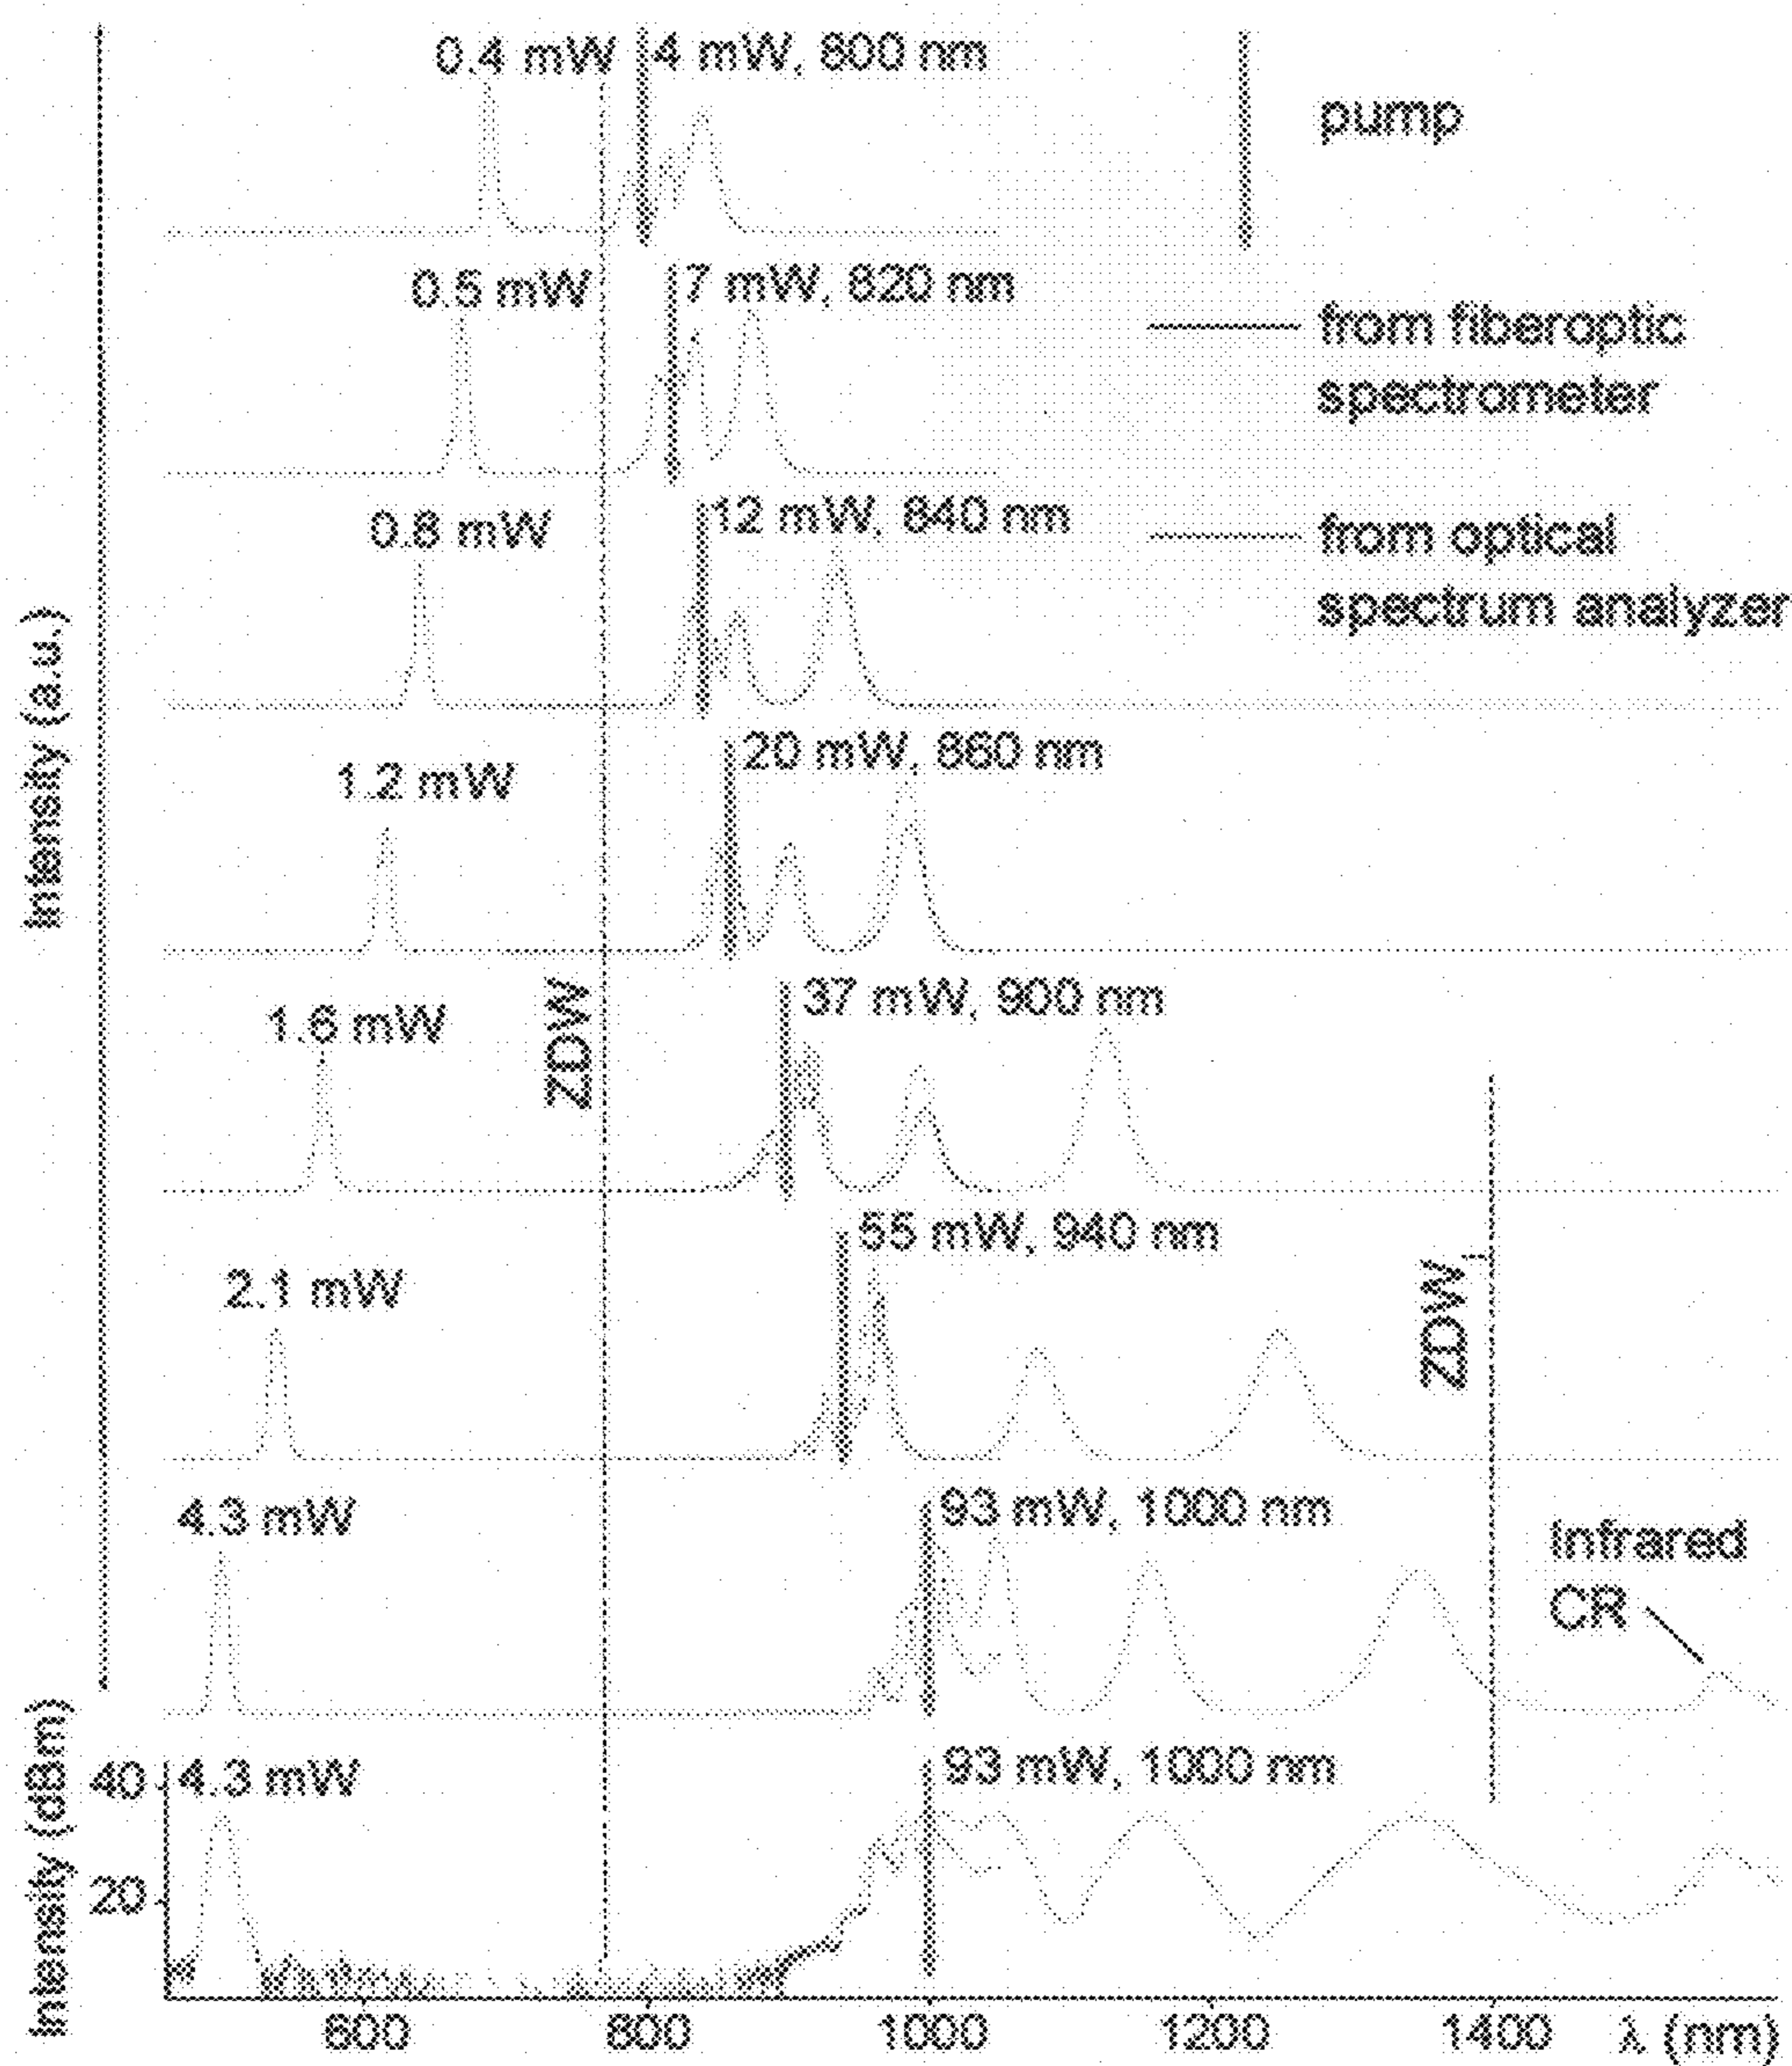 0.4 mW
4 mW, 800 nm
pump
0.5 mW
7 mW, 820 nm
from fiberoptic
spectrometer
0.8 mW
12 mW, 840 nm
from optical
spectrum analyzer
Intensity (a.u.)
1.2 mW
20 mW, 860 nm
1.6 mW
ZDW
37 mW, 900 nm
2.1 mW
55 mW, 940 nm
ZDW
4.3 mW
93 mW, 1000 nm
Infrared
CR
Intensity (dBm)
40
4.3 mW
93 mW, 1000 nm
20
600 800 1000 1200 1400 λ (nm)